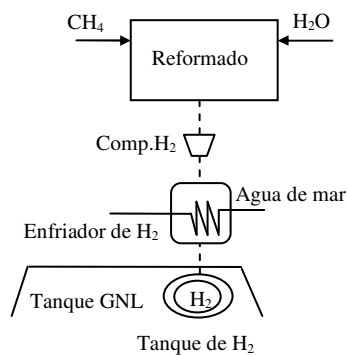 CH₄
H₂O
Reformado
Comp.H₂
Agua de mar
Enfriador de H₂
Tanque GNL
H₂
Tanque de H₂